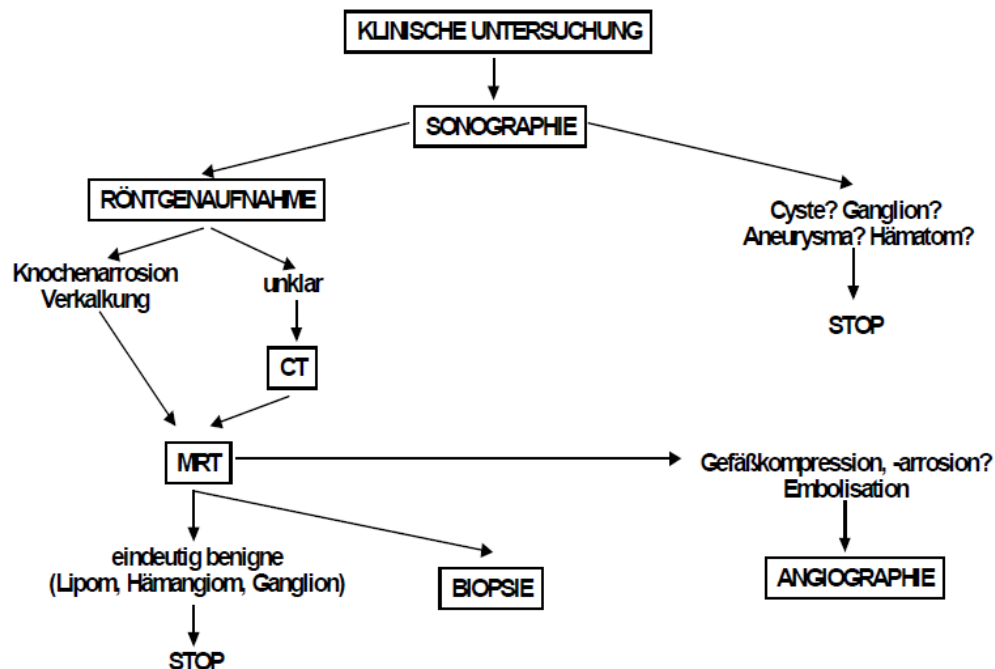 KLINISCHE UNTERSUCHUNG
SONOGRAPHIE
RÖNTGENAUFNAHME
Cyste? Ganglion?
Aneurysma? Hämatom?
Knochenarrosion
Verkalkung
unklar
STOP
CT
MRT
Gefäßkompression, -arrosion?
Embolisation
eindeutig benigne
(Lipom, Hämangiom, Ganglion)
BIOPSIE
ANGIOGRAPHIE
STOP